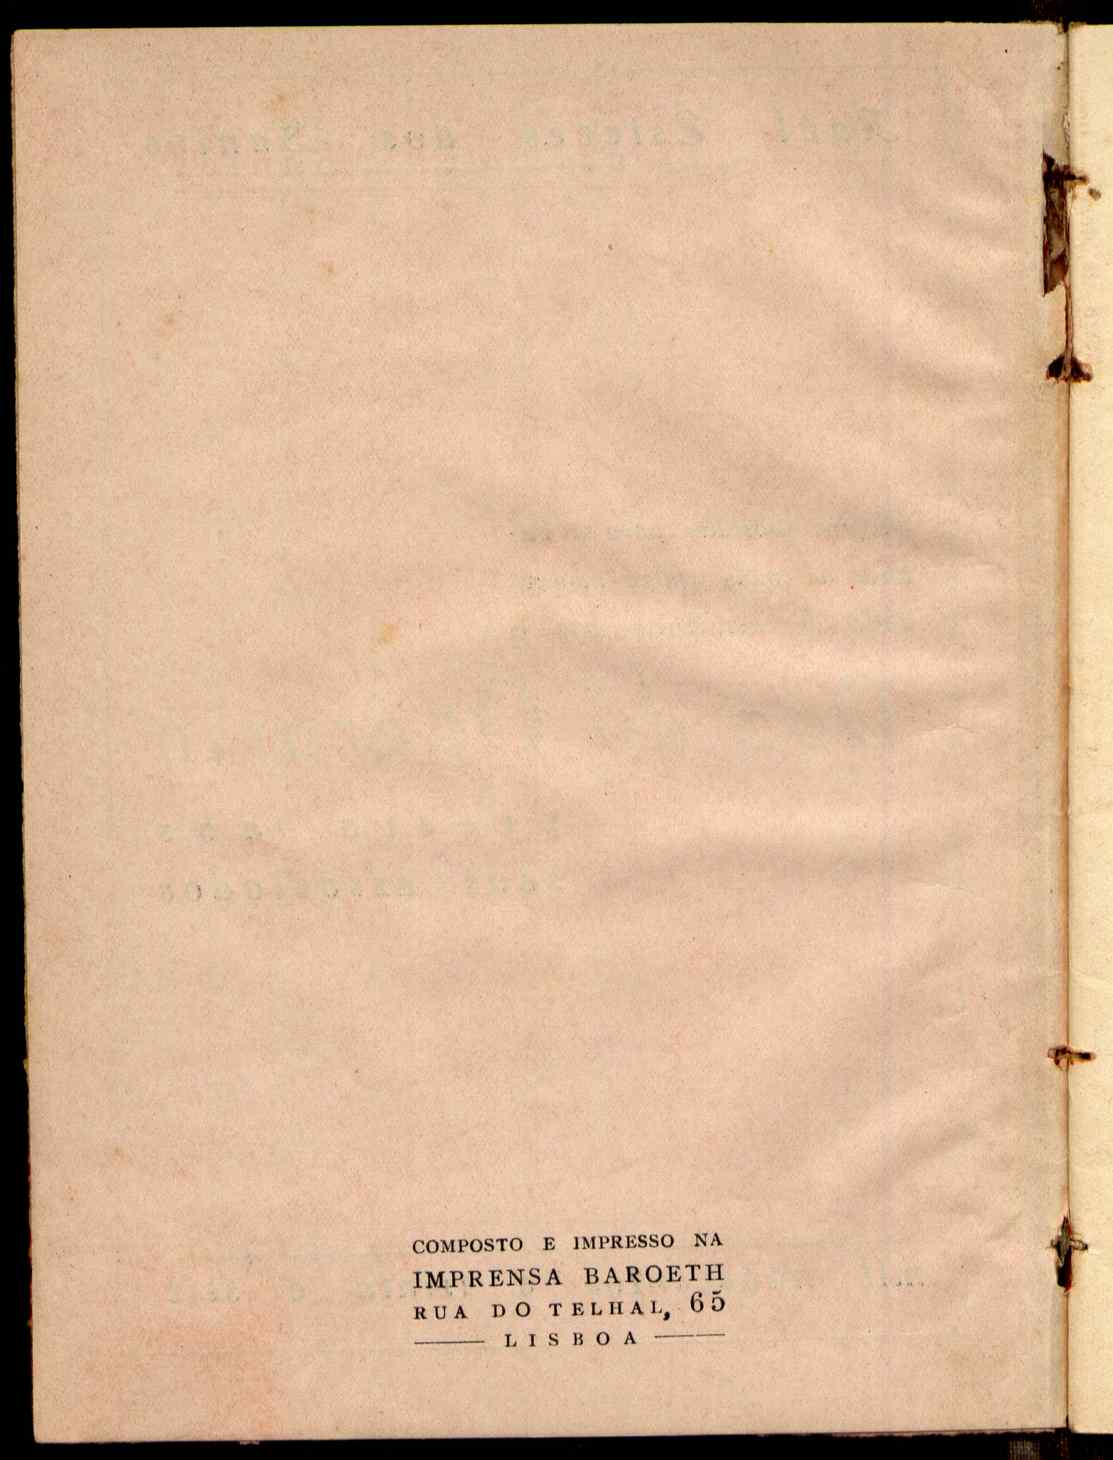 COMPOSTO E IMPRESSO NA
IMPRENSA BAROETH
RUA DO TELHAL, 65
LISBOA